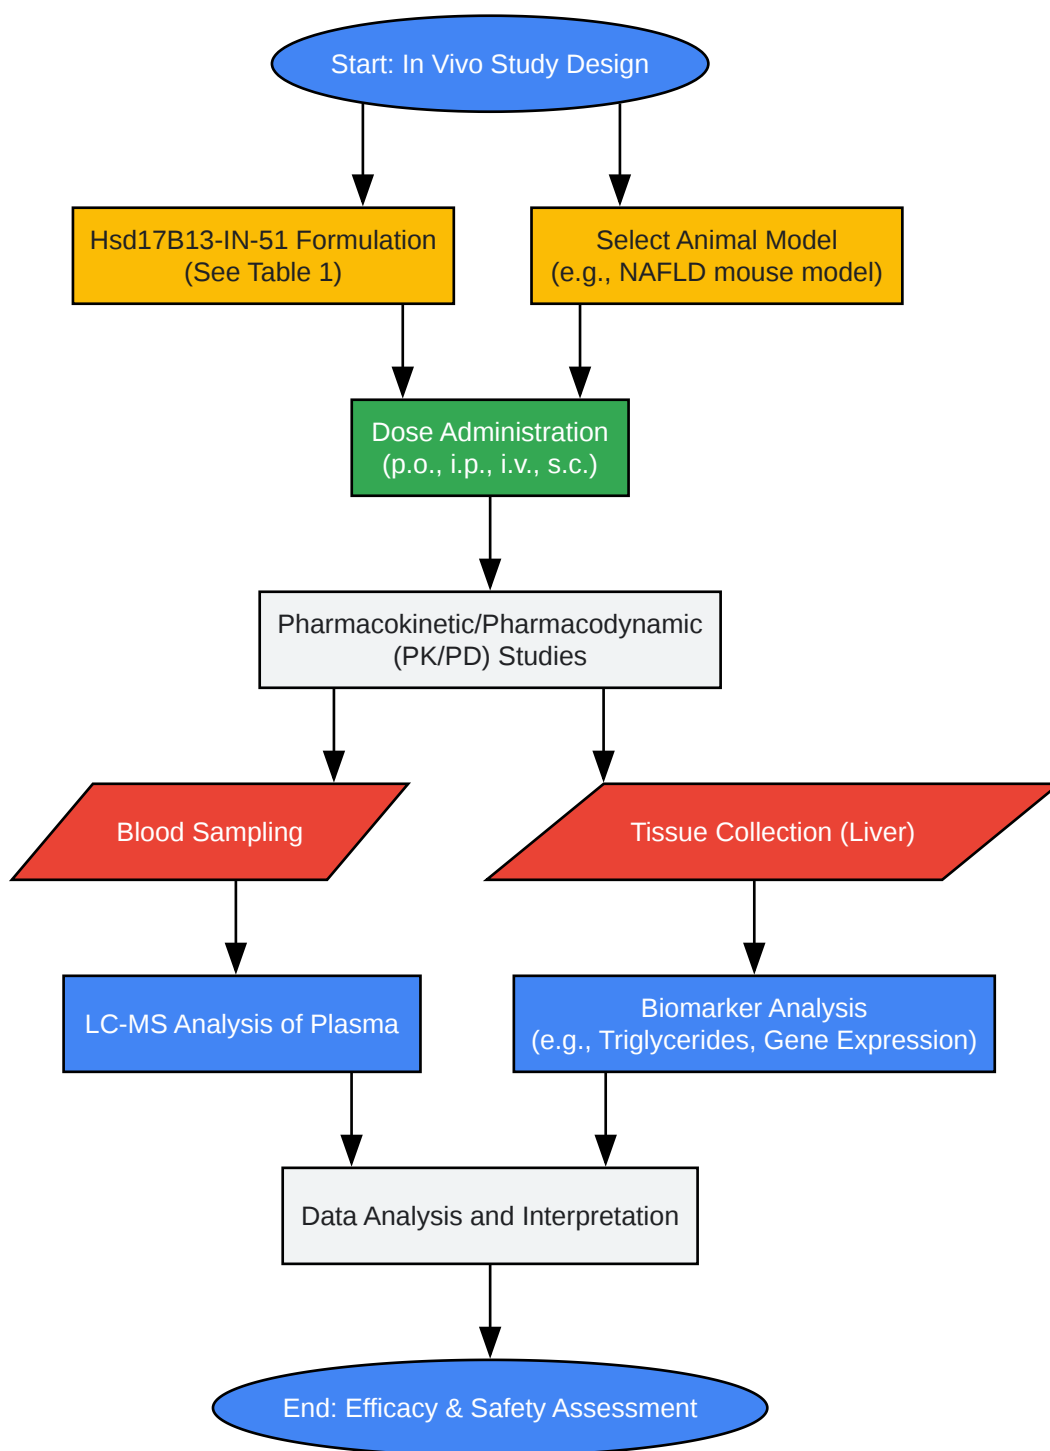 Start: In Vivo Study Design
Hsd17B13-IN-51 Formulation
(See Table 1)
Select Animal Model
(e.g., NAFLD mouse model)
Dose Administration
(p.o., i.p., i.v., s.c.)
Pharmacokinetic/Pharmacodynamic
(PK/PD) Studies
Blood Sampling
Tissue Collection (Liver)
LC-MS Analysis of Plasma
Biomarker Analysis
(e.g., Triglycerides, Gene Expression)
Data Analysis and Interpretation
End: Efficacy & Safety Assessment